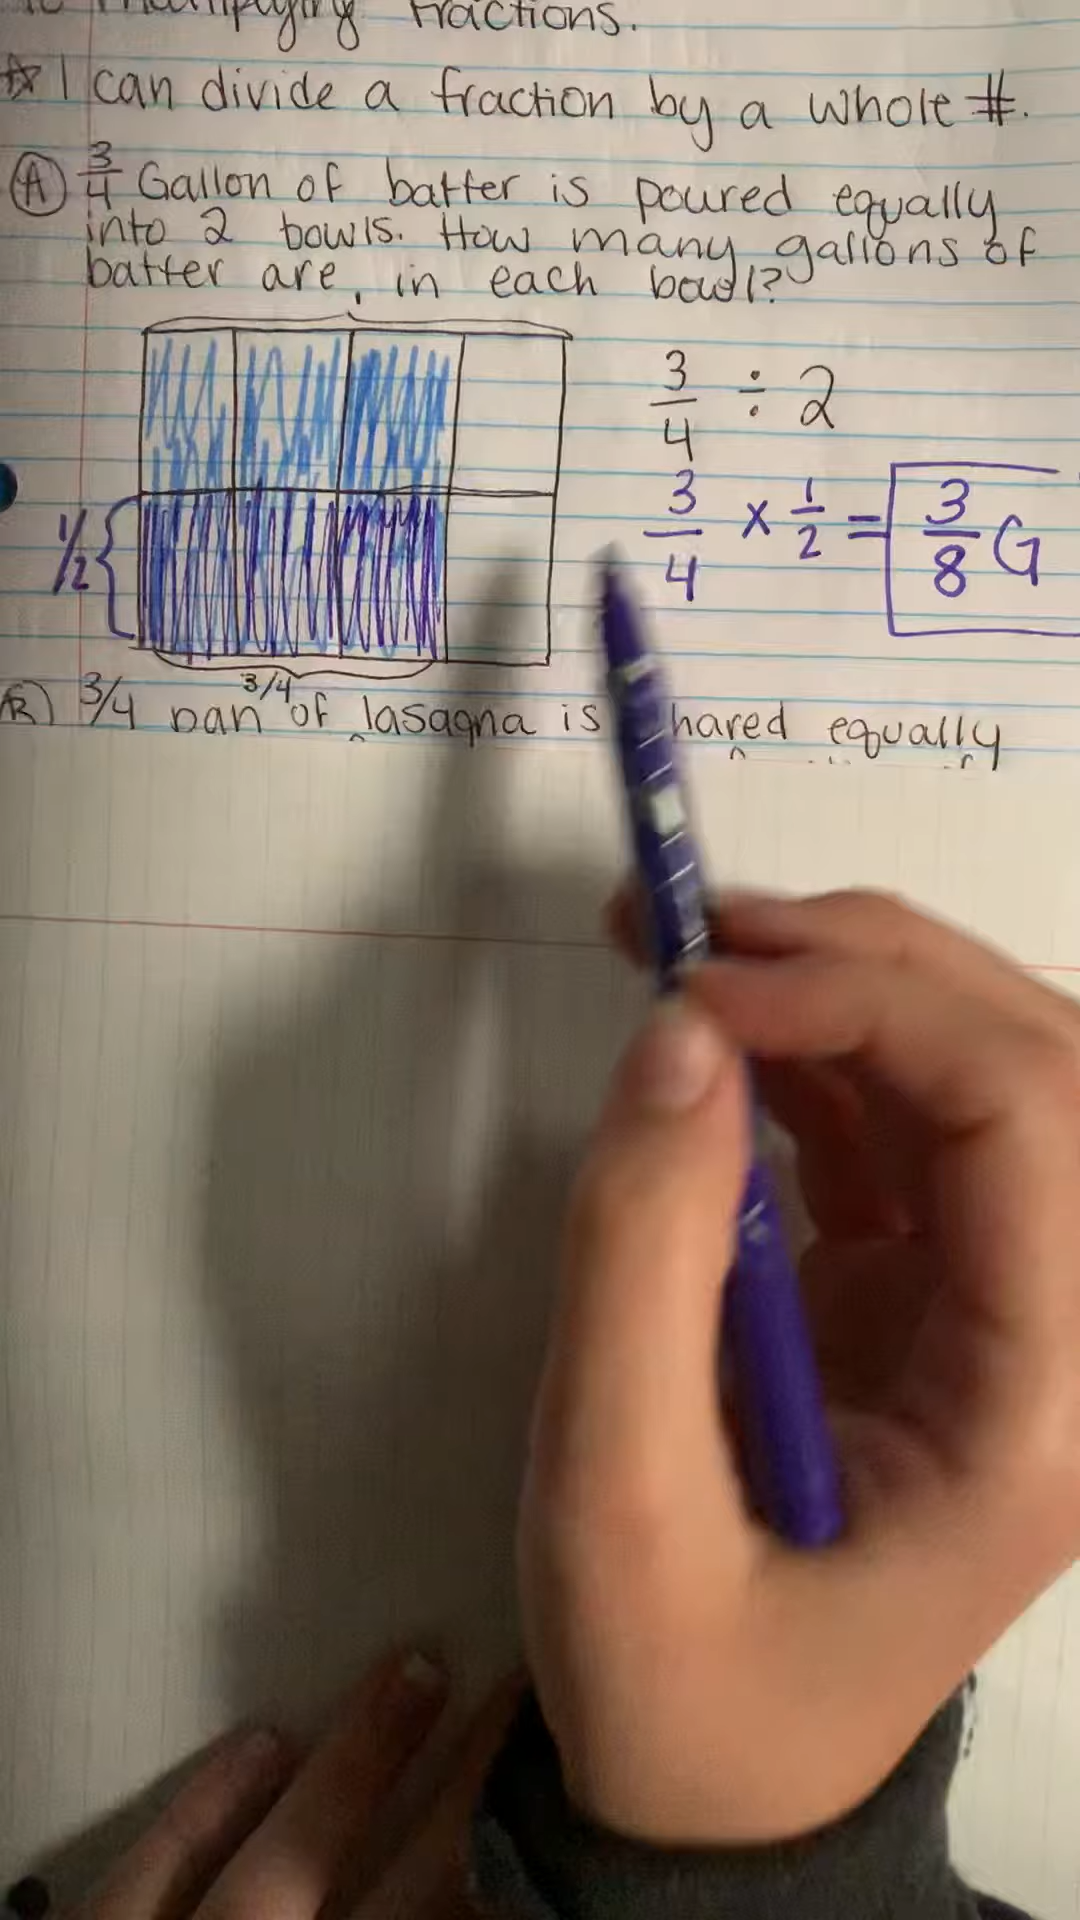 multiplying fractions.
☆ I can divide a fraction by a whole #.
(A) 3/4 Gallon of batter is poured equally
into 2 bowls. How many gallons of
batter are in each bowl?
3/4 ÷ 2
3/4 x 1/2 = 3/8 G
1/2
3/4
3/4 pan of lasagna is shared equally